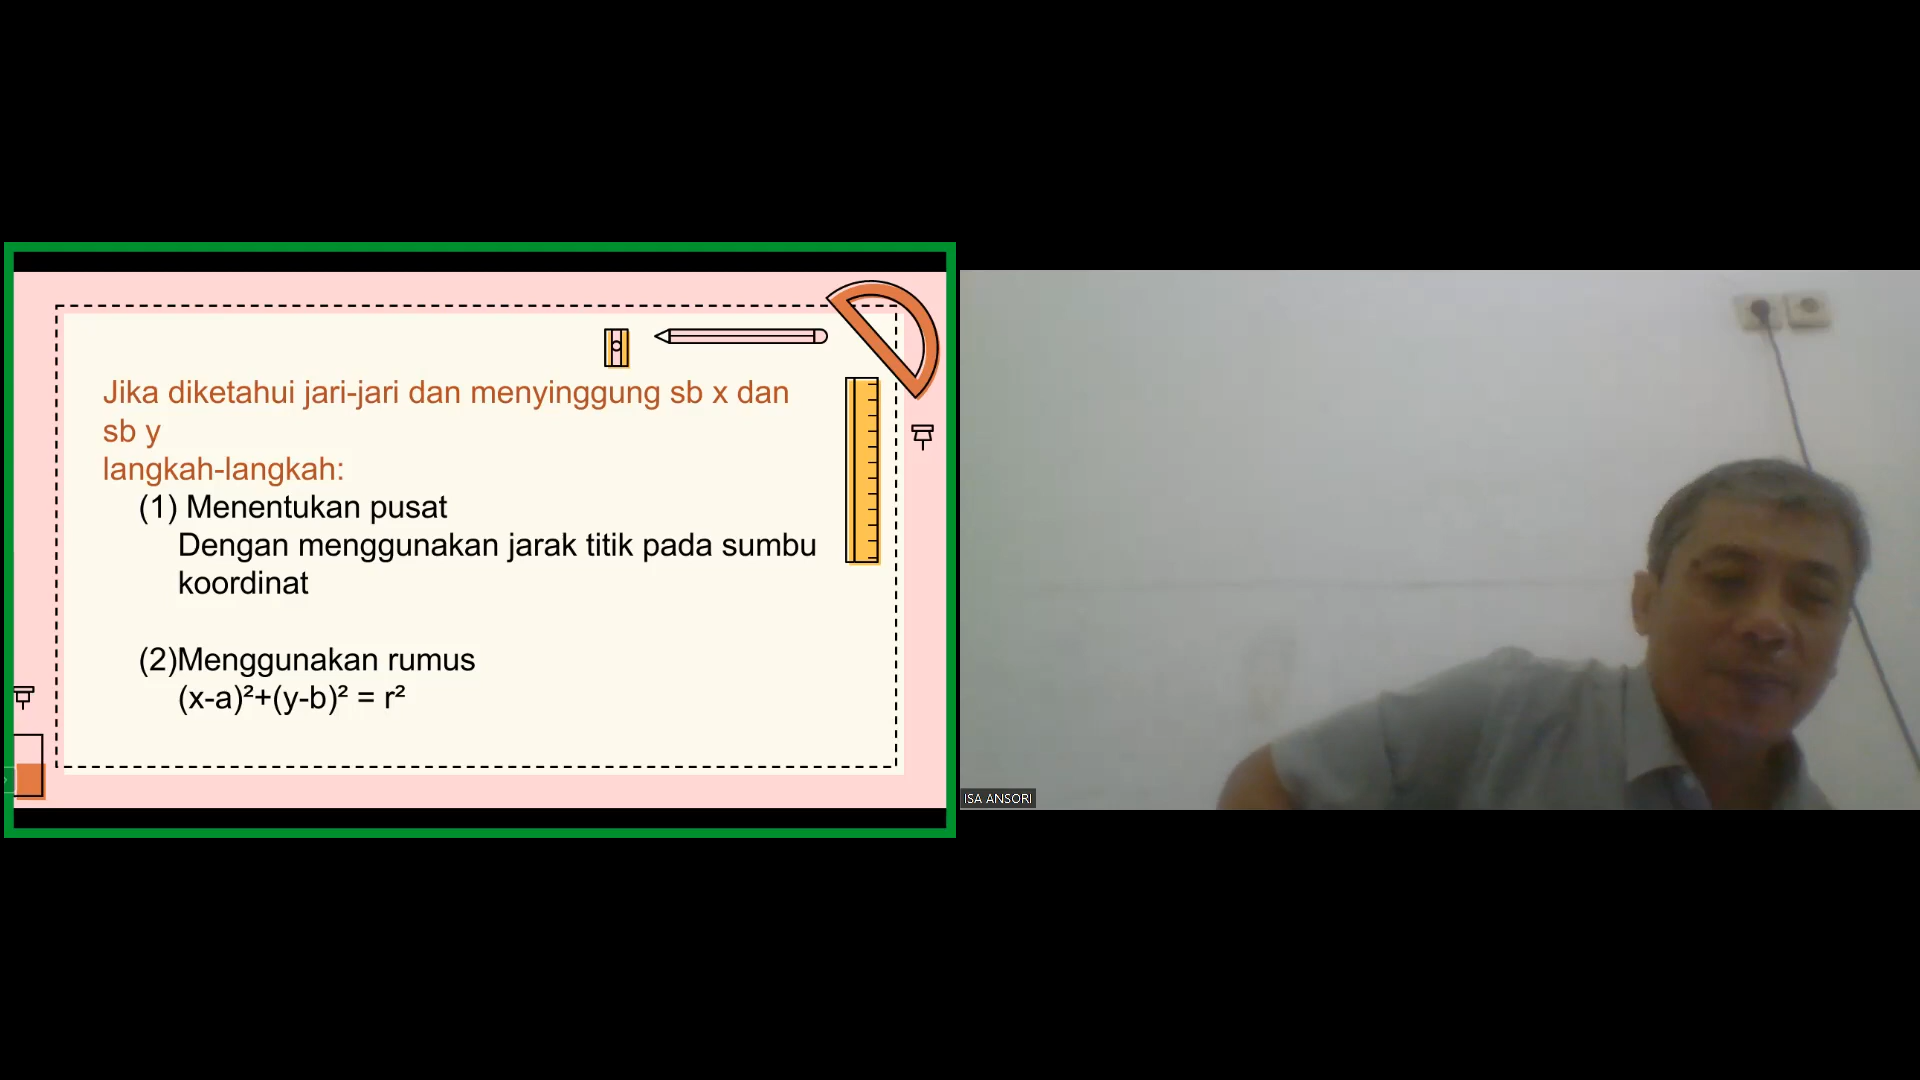 Jika diketahui jari-jari dan menyinggung sb x dan
sb y
langkah-langkah:
(1) Menentukan pusat
Dengan menggunakan jarak titik pada sumbu
koordinat
(2)Menggunakan rumus
(x-a)²+(y-b)² = r²
ISA ANSORI